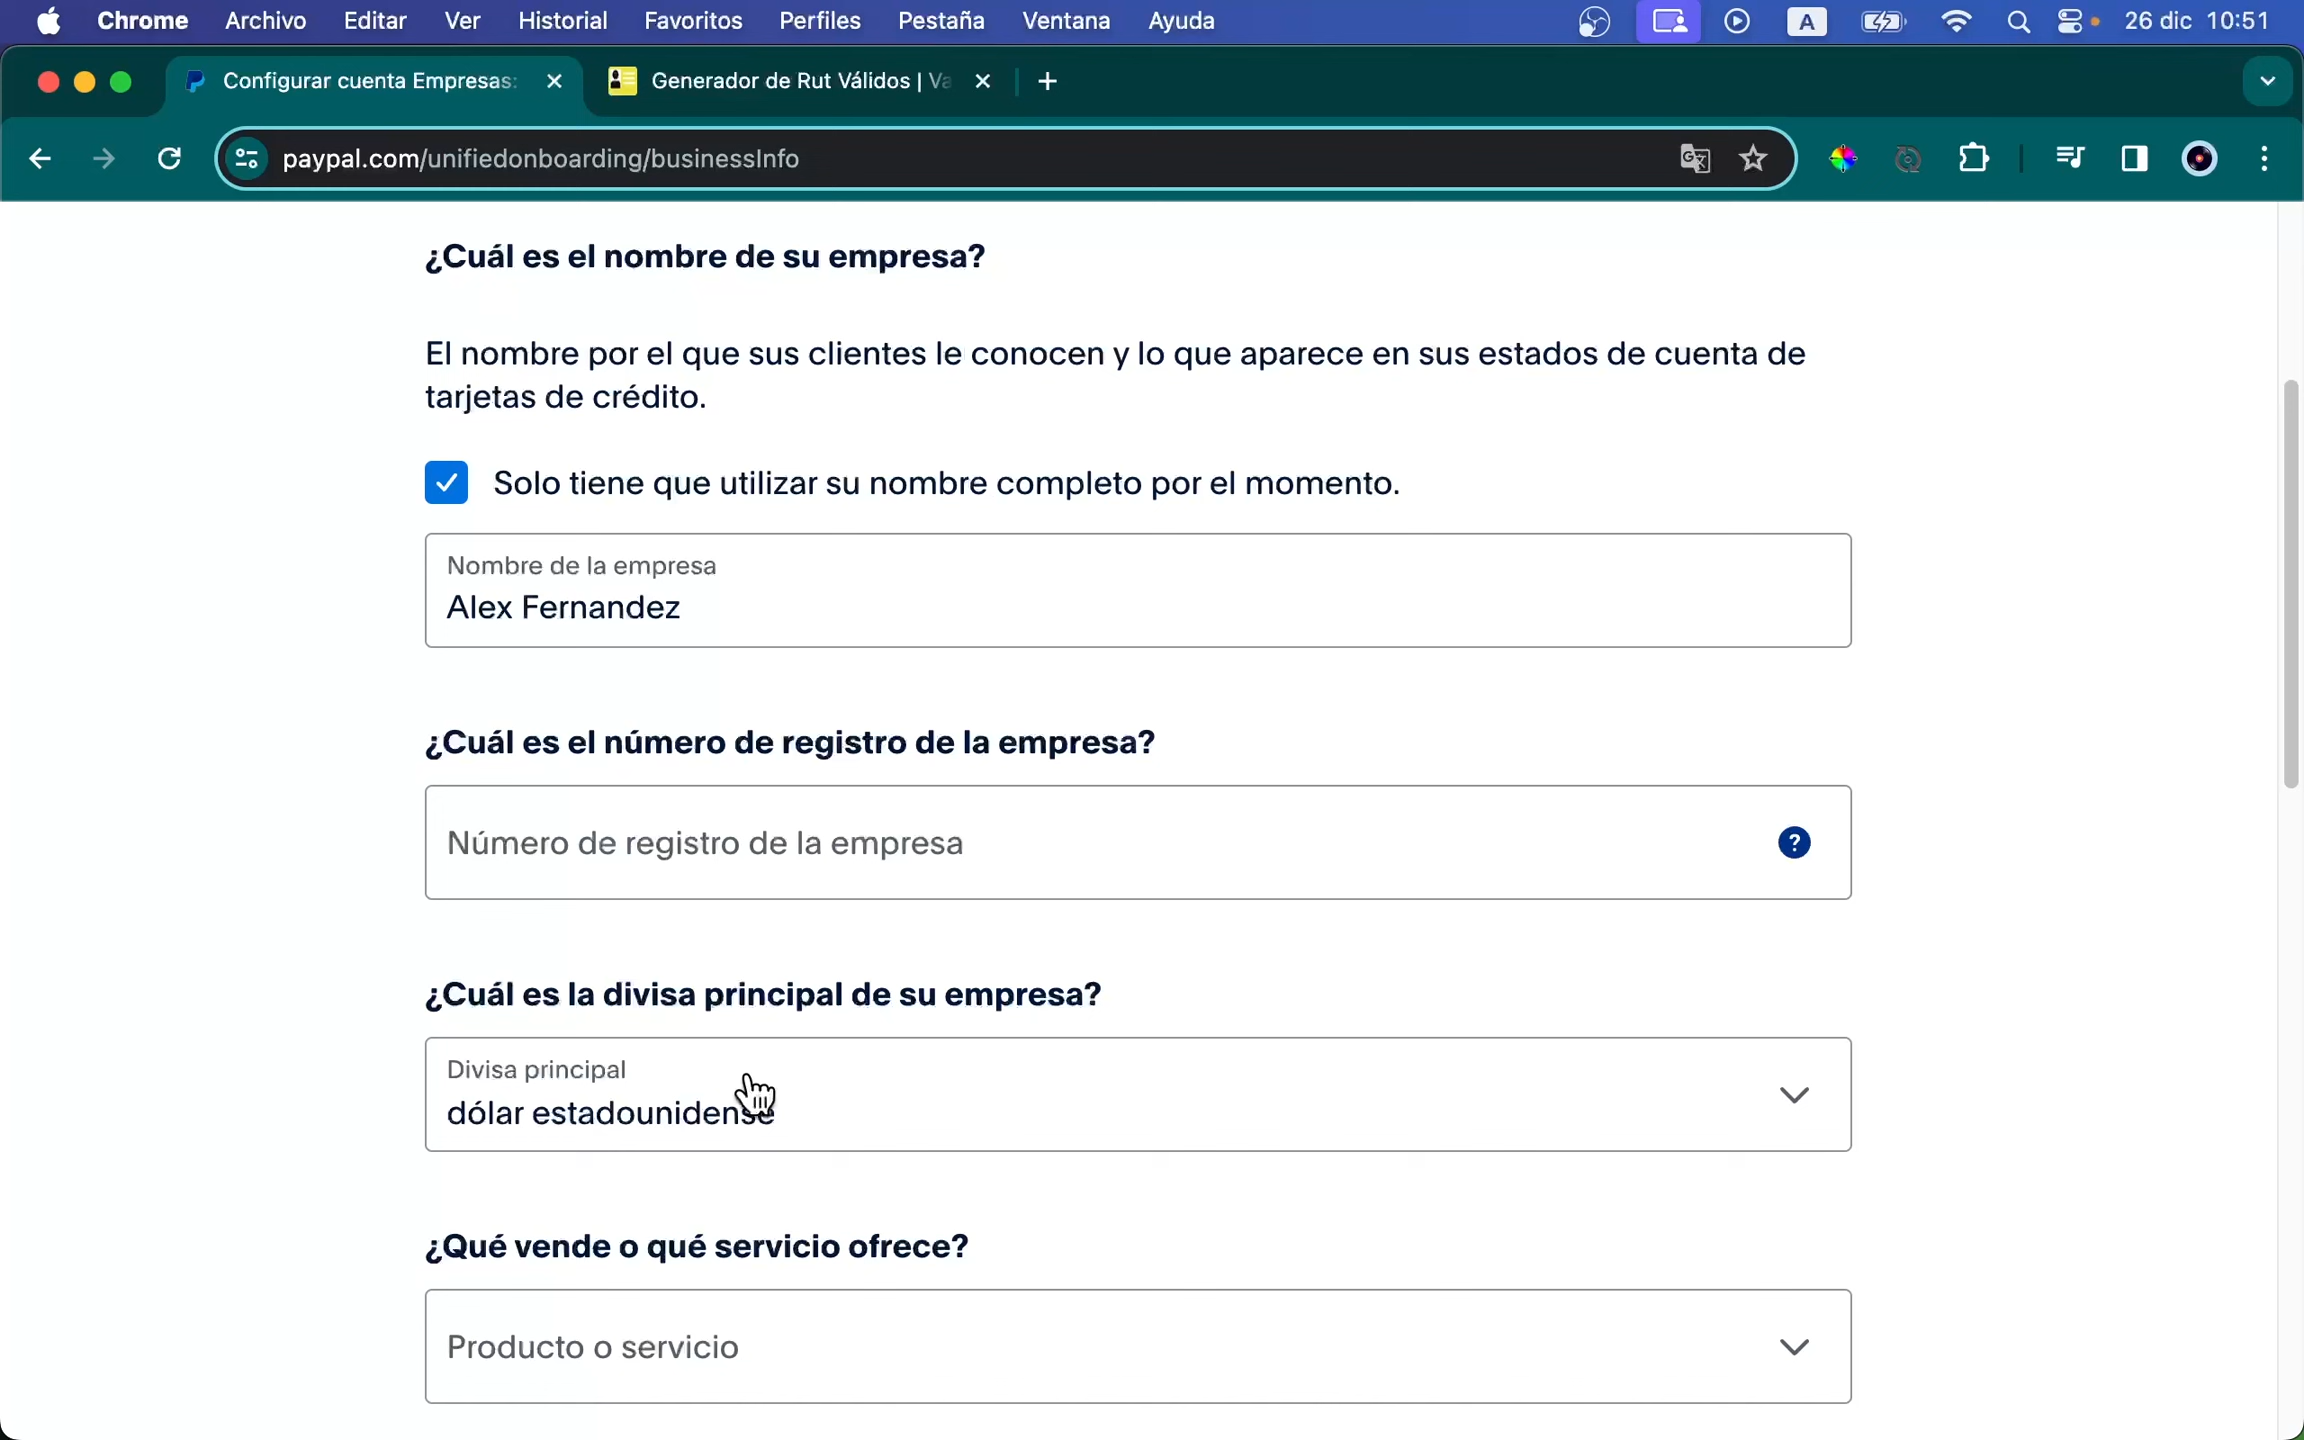 Chrome Archivo Editar Ver Historial Favoritos Perfiles Pestaña Ventana Ayuda A 26 dic 10:51
Configurar cuenta Empresas: Generador de Rut Válidos | Va
paypal.com/unifiedonboarding/businessInfo
¿Cuál es el nombre de su empresa?
El nombre por el que sus clientes le conocen y lo que aparece en sus estados de cuenta de
tarjetas de crédito.
Solo tiene que utilizar su nombre completo por el momento.
Nombre de la empresa
Alex Fernandez
¿Cuál es el número de registro de la empresa?
Número de registro de la empresa ?
¿Cuál es la divisa principal de su empresa?
Divisa principal
dólar estadounidense
¿Qué vende o qué servicio ofrece?
Producto o servicio